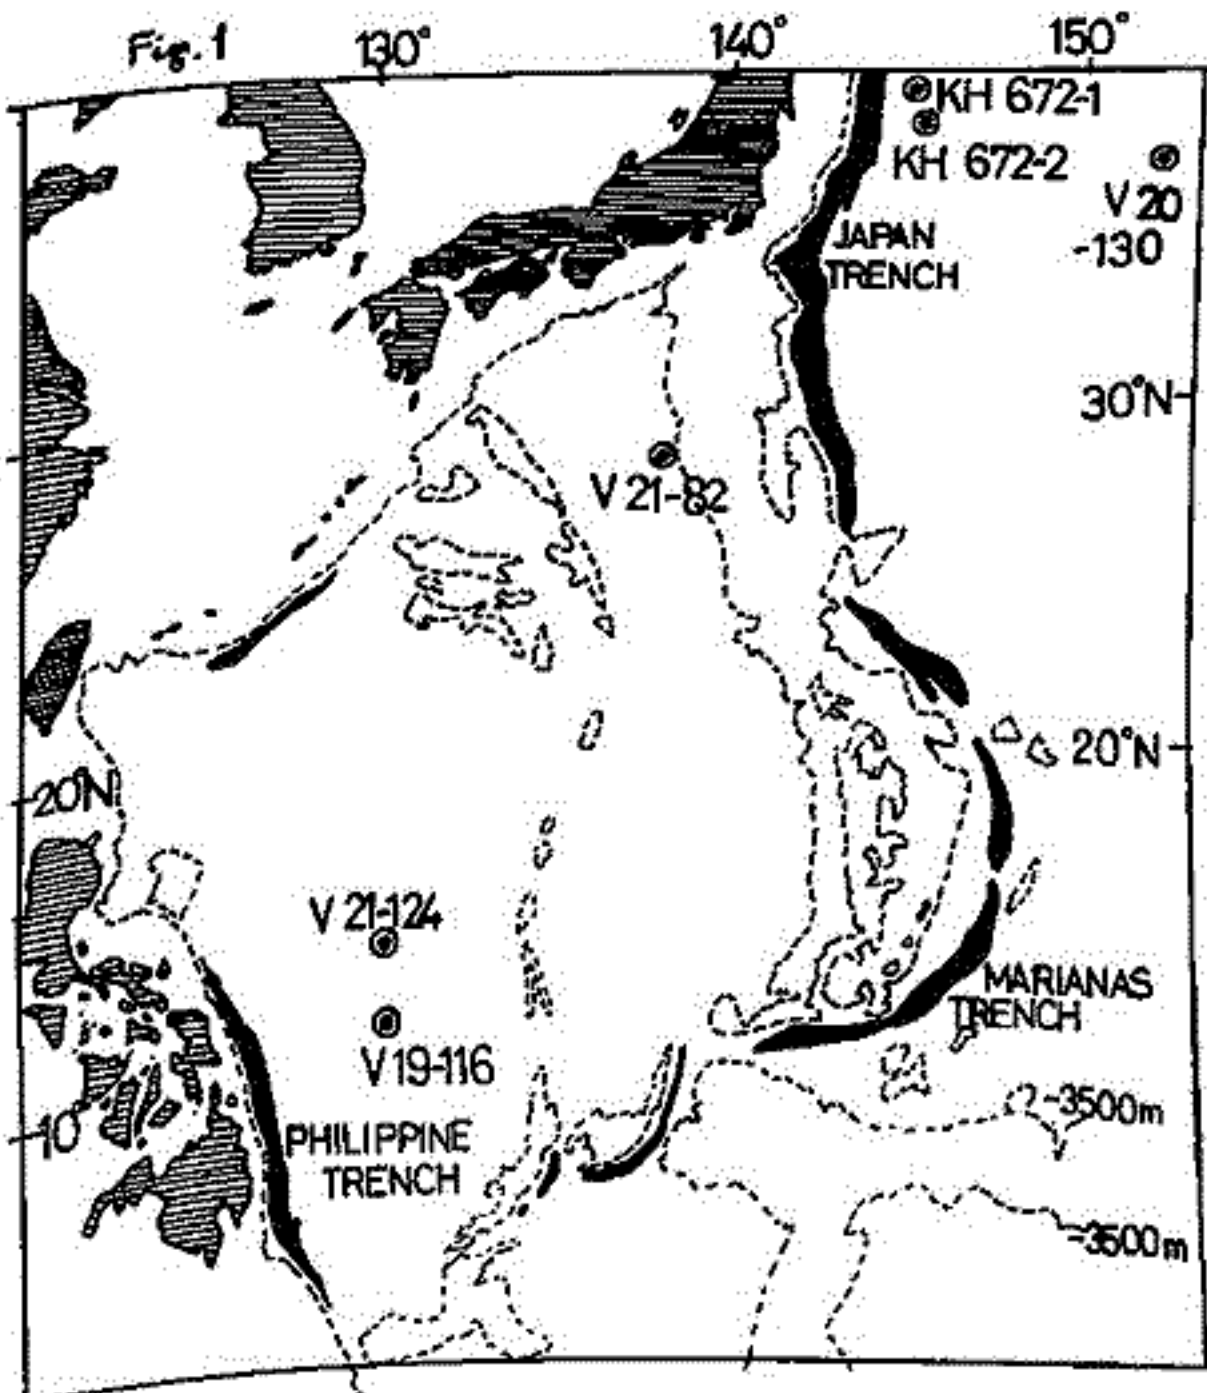 Fig. 1
130°
140°
150°
KH 672-1
KH 672-2
V 20
-130
JAPAN
TRENCH
30°N
V 21-82
20°N
20°N
V 21-124
MARIANAS
TRENCH
V 19-116
-3500m
10
PHILIPPINE
TRENCH
-3500m